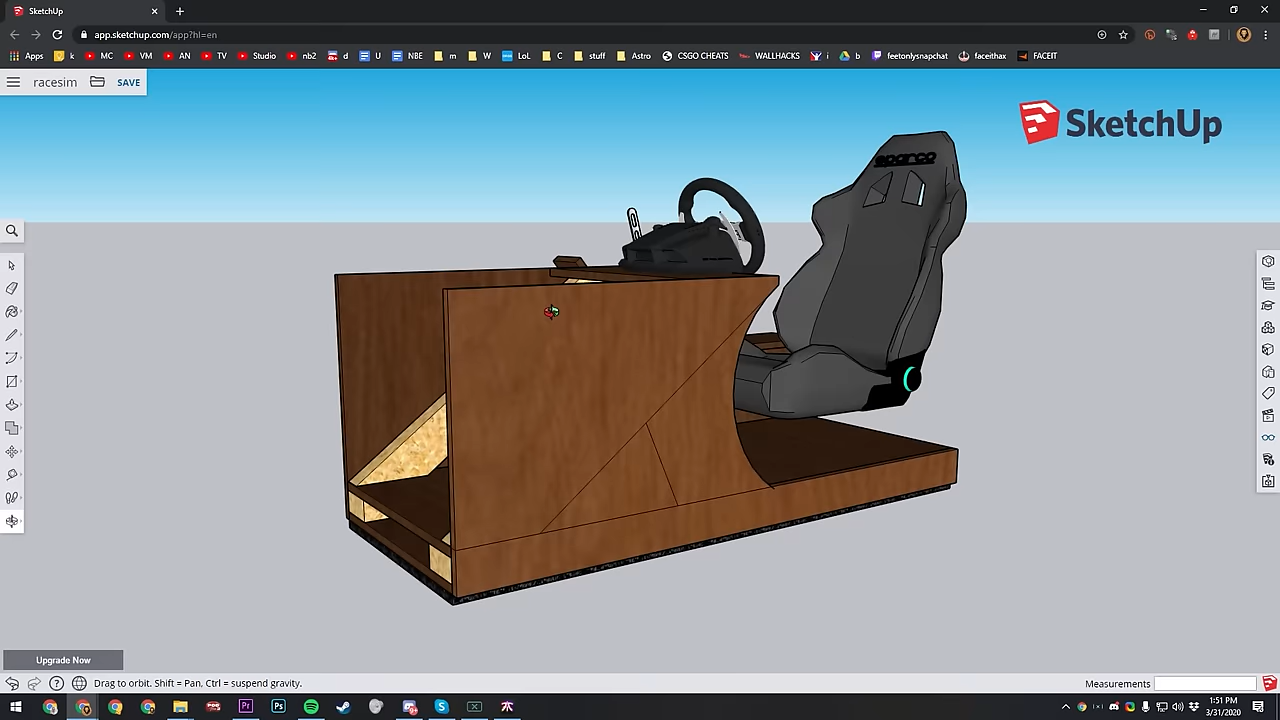 SketchUp
app.sketchup.com/app?hl=en
Apps k MC VM AN TV Studio nb2 d U NBE m W LoL C stuff Astro CSGO CHEATS WALLHACKS i b feetonlysnapchat faceithax FACEIT
racesim SAVE
SketchUp
sparco
Upgrade Now
Drag to orbit. Shift = Pan, Ctrl = suspend gravity.
Measurements
1:51 PM
3/31/2020